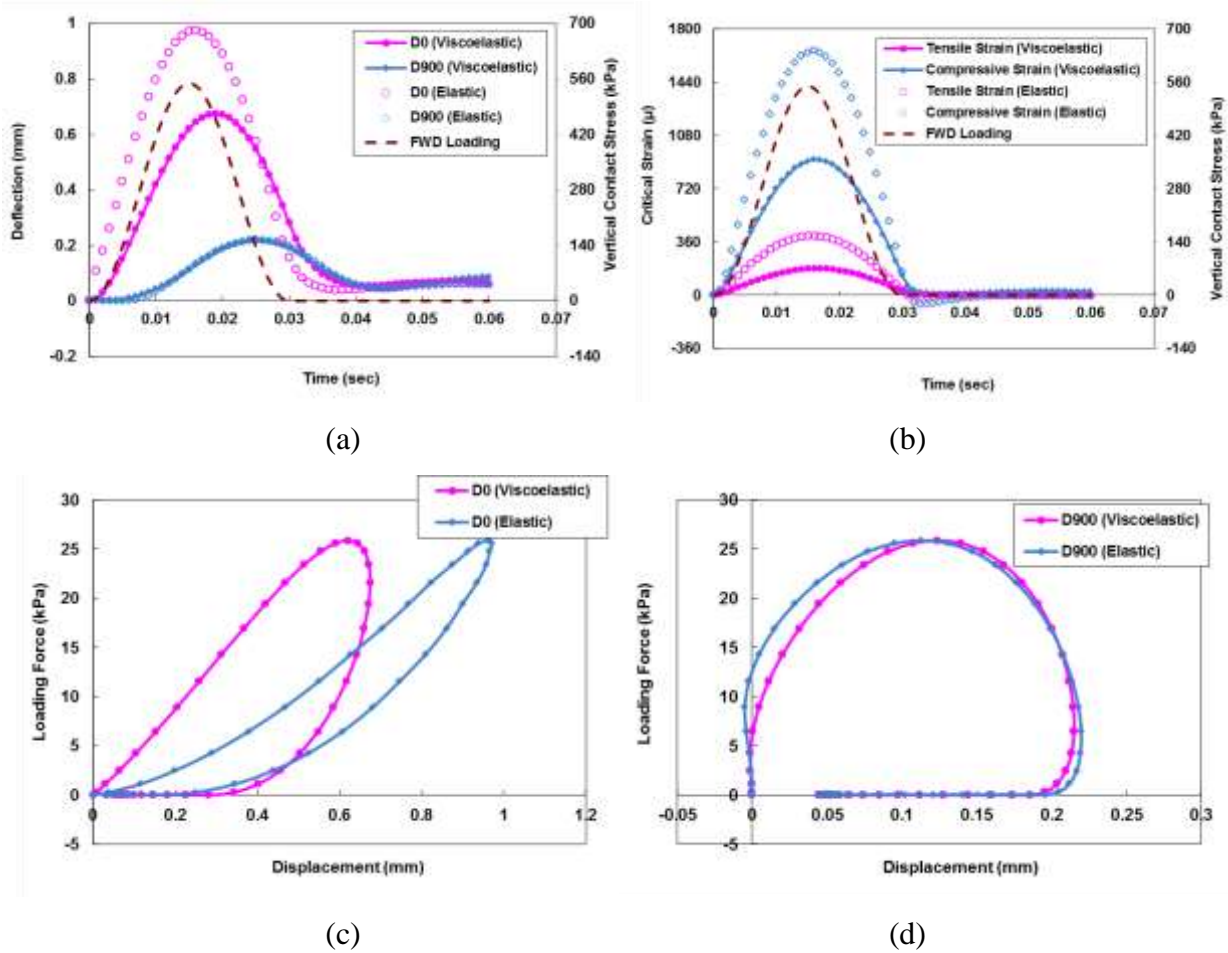 1
0.8
0.6
0.4
0.2
0
-0.2
Deflection (mm)
0 0.01 0.02 0.03 0.04 0.05 0.06 0.07
Time (sec)
700
560
420
280
140
0
-140
Vertical Contact Stress (kPa)
D0 (Viscoelastic)
D900 (Viscoelastic)
D0 (Elastic)
D900 (Elastic)
FWD Loading
(a)
1800
1440
1080
720
360
0
-360
Critical Strain (µ)
0 0.01 0.02 0.03 0.04 0.05 0.06 0.07
Time (sec)
700
560
420
280
140
0
-140
Vertical Contact Stress (kPa)
Tensile Strain (Viscoelastic)
Compressive Strain (Viscoelastic)
Tensile Strain (Elastic)
Compressive Strain (Elastic)
FWD Loading
(b)
30
25
20
15
10
5
0
-5
Loading Force (kPa)
0 0.2 0.4 0.6 0.8 1 1.2
Displacement (mm)
D0 (Viscoelastic)
D0 (Elastic)
(c)
30
25
20
15
10
5
0
-5
Loading Force (kPa)
-0.05 0 0.05 0.1 0.15 0.2 0.25 0.3
Displacement (mm)
D900 (Viscoelastic)
D900 (Elastic)
(d)